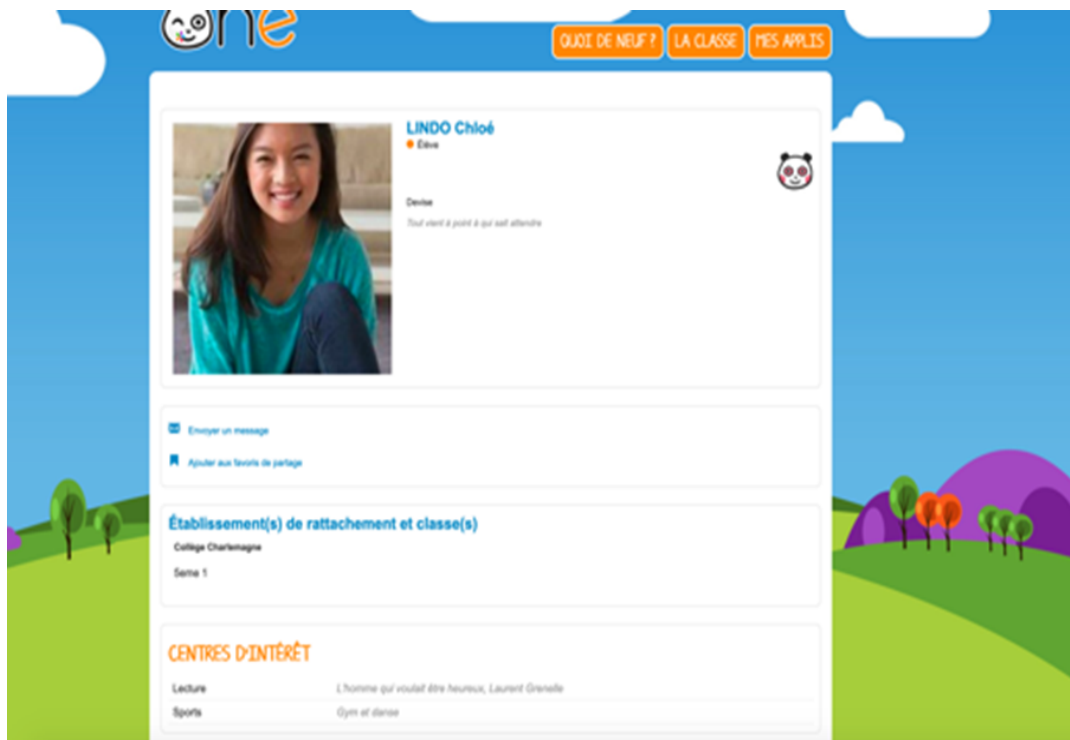 One
QUOI DE NEUF ? LA CLASSE MES APPLIS
LINDO Chloé
Élève
Devise
Tout vient à point à qui sait attendre
Envoyer un message
Ajouter aux favoris de partage
Établissement(s) de rattachement et classe(s)
Collège Charlemagne
5eme 1
CENTRES D'INTÉRÊT
Lecture L'homme qui voulait être heureux, Laurent Grenelle
Sports Gym et danse